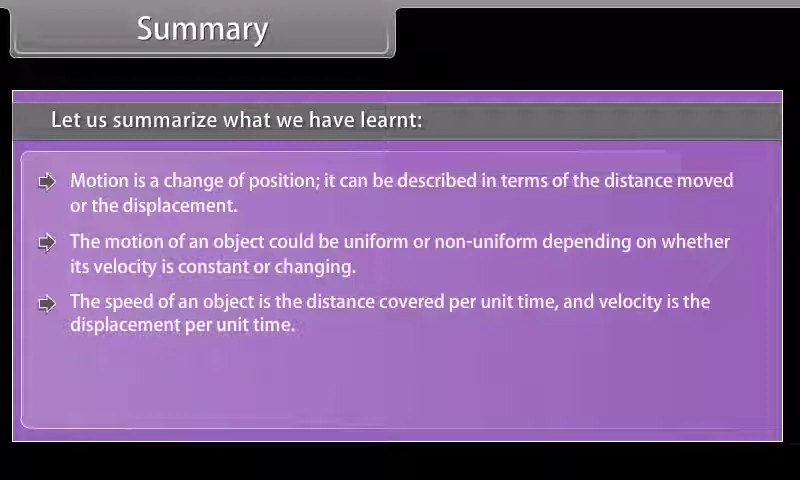 Summary
Let us summarize what we have learnt:
Motion is a change of position; it can be described in terms of the distance moved
or the displacement.
The motion of an object could be uniform or non-uniform depending on whether
its velocity is constant or changing.
The speed of an object is the distance covered per unit time, and velocity is the
displacement per unit time.